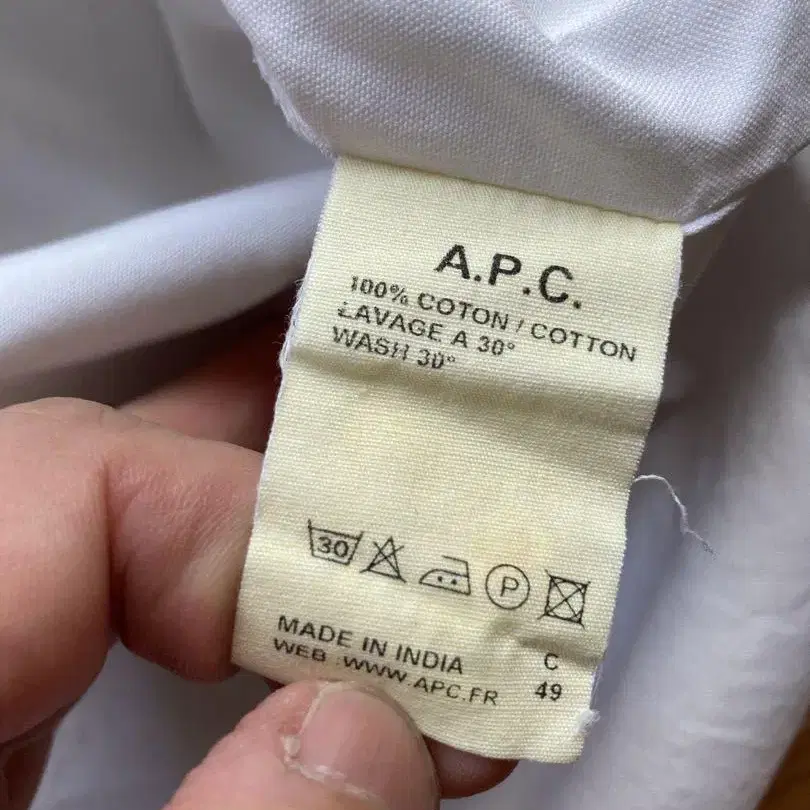 A.P.C.
100% COTON / COTTON
LAVAGE A 30°
WASH 30°
30 P
MADE IN INDIA C
WEB : WWW.APC.FR 49